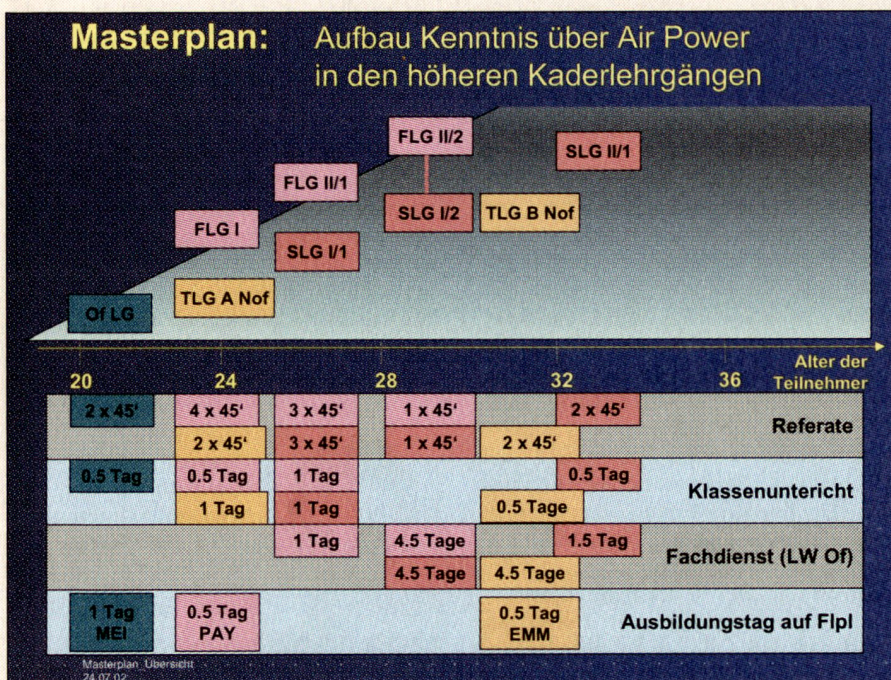 Masterplan: Aufbau Kenntnis über Air Power
in den höheren Kaderlehrgängen
FLG II/2
SLG II/1
FLG II/1
SLG I/2
TLG B Nof
FLG I
SLG I/1
TLG A Nof
Of LG
Alter der
Teilnehmer
20 24 28 32 36
2 x 45‘ 4 x 45‘ 3 x 45‘ 1 x 45‘ 2 x 45‘
Referate
2 x 45‘ 3 x 45‘ 1 x 45‘ 2 x 45‘
0.5 Tag 0.5 Tag 1 Tag 0.5 Tag
Klassenuntericht
1 Tag 1 Tag 0.5 Tage
1 Tag 4.5 Tage 1.5 Tag
Fachdienst (LW Of)
4.5 Tage 4.5 Tage
1 Tag 0.5 Tag 0.5 Tag
Ausbildungstag auf Flpl
MEI PAY EMM
Masterplan_Übersicht
24.07.02